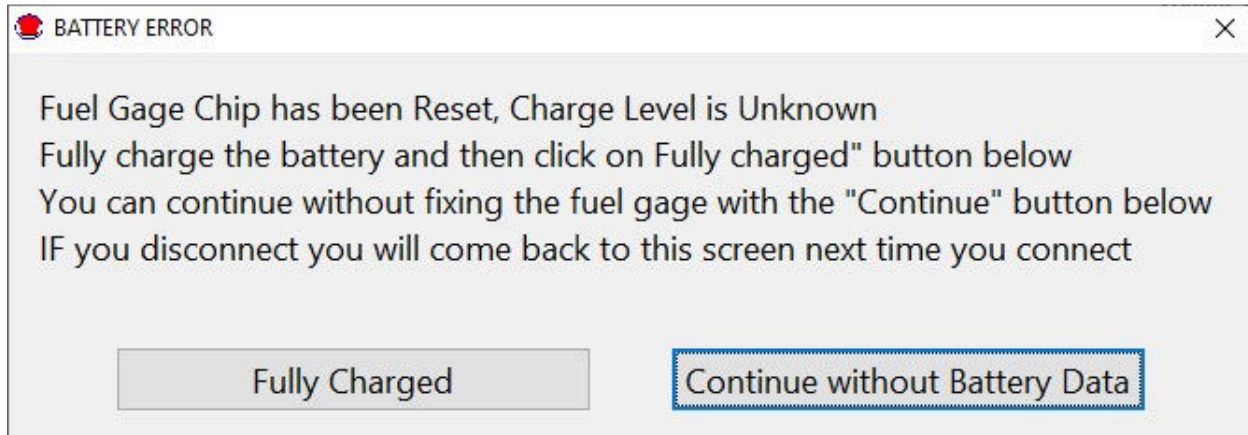 BATTERY ERROR
Fuel Gage Chip has been Reset, Charge Level is Unknown
Fully charge the battery and then click on Fully charged" button below
You can continue without fixing the fuel gage with the "Continue" button below
IF you disconnect you will come back to this screen next time you connect
Fully Charged
Continue without Battery Data